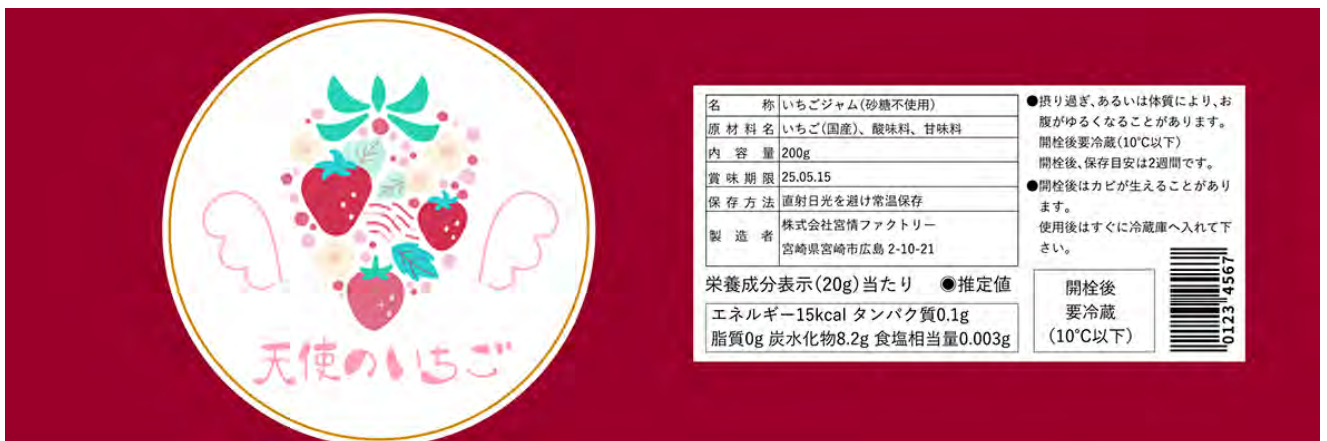 天使のいちご
名称 いちごジャム(砂糖不使用)
原材料名 いちご(国産)、酸味料、甘味料
内容量 200g
賞味期限 25.05.15
保存方法 直射日光を避け常温保存
製造者 株式会社宮情ファクトリー
宮崎県宮崎市広島 2-10-21
栄養成分表示(20g)当たり ◉推定値
エネルギー15kcal タンパク質0.1g
脂質0g 炭水化物8.2g 食塩相当量0.003g
●摂り過ぎ、あるいは体質により、お
腹がゆるくなることがあります。
開栓後要冷蔵(10°C以下)
開栓後、保存目安は2週間です。
●開栓後はカビが生えることがあり
ます。
使用後はすぐに冷蔵庫へ入れて下
さい。
開栓後
要冷蔵
(10°C以下)
0123 4567